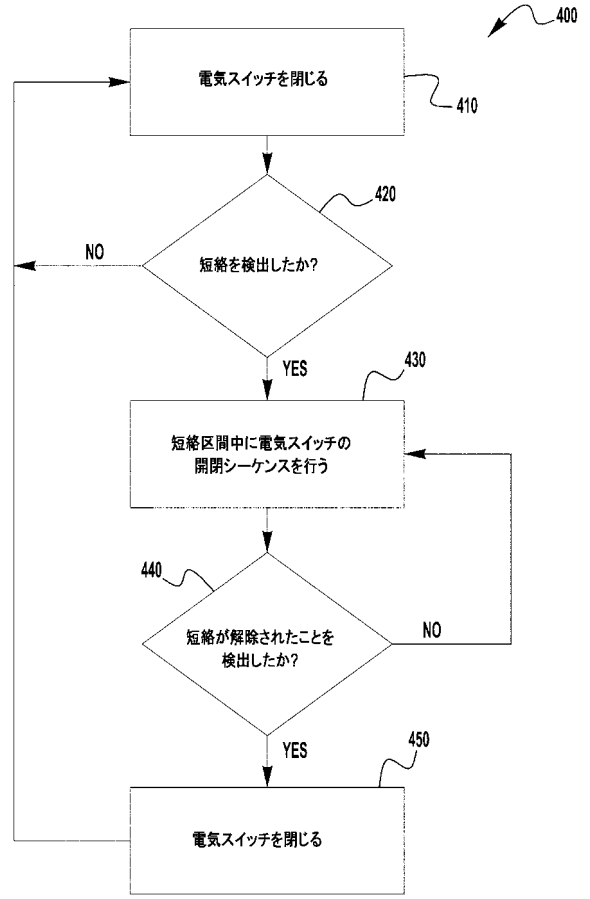 400
電気スイッチを閉じる
410
420
短絡を検出したか?
NO
YES
430
短絡区間中に電気スイッチの
開閉シーケンスを行う
440
短絡が解除されたことを
検出したか?
NO
YES
450
電気スイッチを閉じる